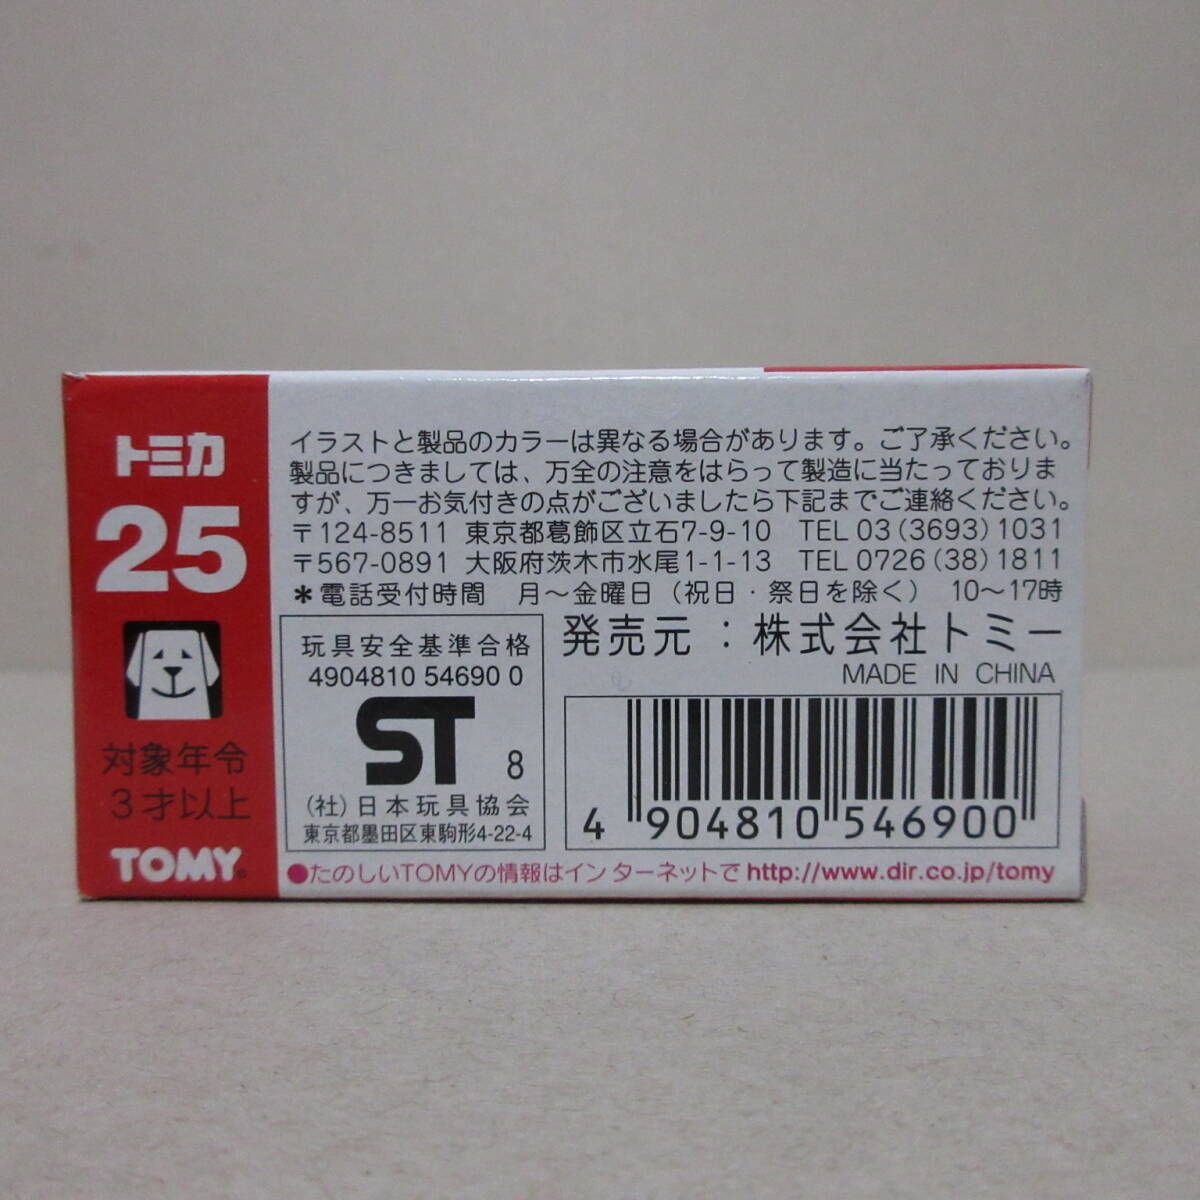 トミカ
25
対象年令
3才以上
TOMY®
イラストと製品のカラーは異なる場合があります。ご了承ください。
製品につきましては、万全の注意をはらって製造に当たっておりま
すが、万一お気付きの点がございましたら下記までご連絡ください。
〒124-8511 東京都葛飾区立石7-9-10 TEL 03(3693)1031
〒567-0891 大阪府茨木市水尾1-1-13 TEL 0726(38)1811
＊電話受付時間 月～金曜日(祝日・祭日を除く) 10～17時
玩具安全基準合格
4904810 54690 0
ST 8
(社)日本玩具協会
東京都墨田区東駒形4-22-4
発売元：株式会社トミー
MADE IN CHINA
4 904810 546900
●たのしいTOMYの情報はインターネットで http://www.dir.co.jp/tomy